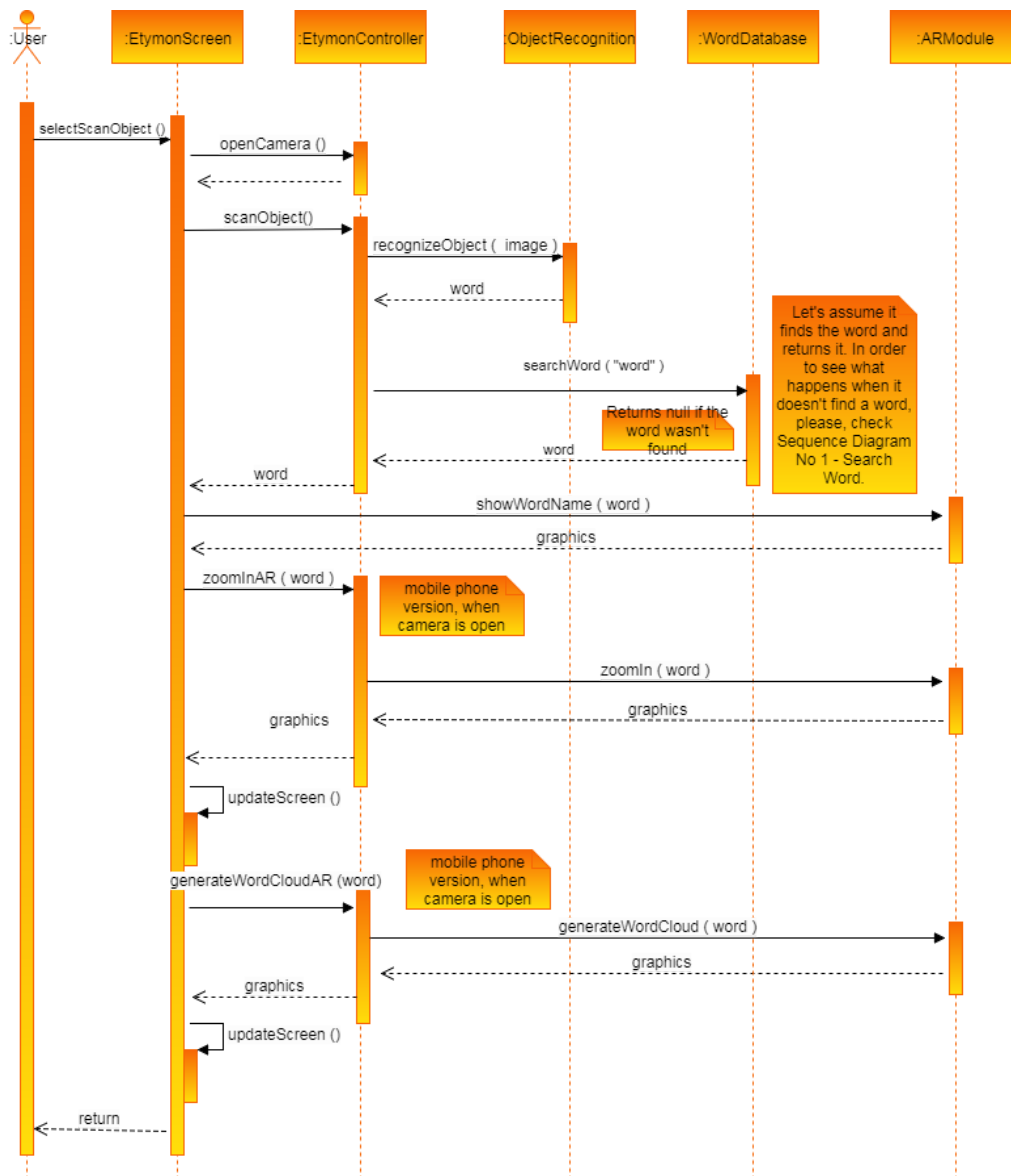 :User
:EtymonScreen
:EtymonController
:ObjectRecognition
:WordDatabase
:ARModule
selectScanObject ()
openCamera ()
scanObject()
recognizeObject (  image )
word
Let's assume it
finds the word and
returns it. In order
to see what
happens when it
doesn't find a word,
please, check
Sequence Diagram
No 1 - Search
Word.
searchWord ( "word" )
Returns null if the
word wasn't
found
word
word
showWordName ( word )
graphics
zoomInAR ( word )
mobile phone
version, when
camera is open
zoomIn ( word )
graphics
graphics
updateScreen ()
mobile phone
version, when
camera is open
generateWordCloudAR (word)
generateWordCloud ( word )
graphics
graphics
updateScreen ()
return